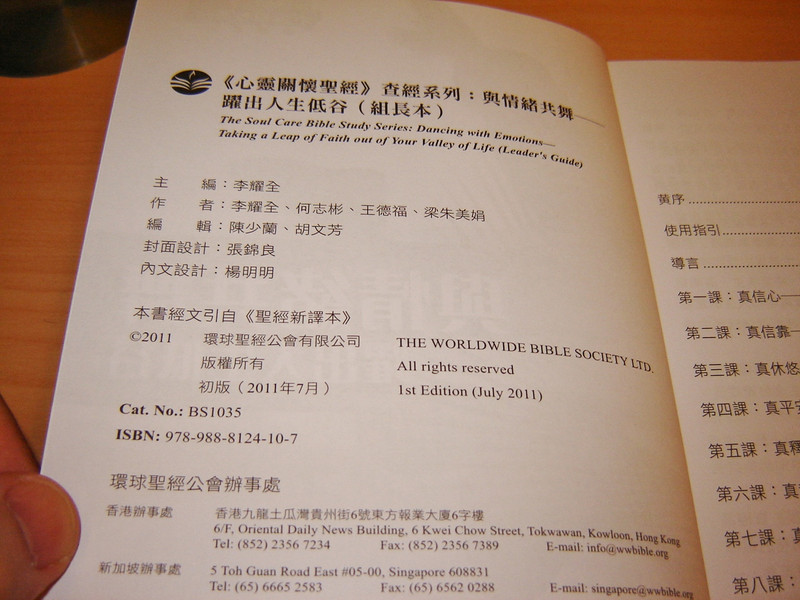 《心靈關懷聖經》查經系列：與情緒共舞——
躍出人生低谷（組長本）
The Soul Care Bible Study Series: Dancing with Emotions—
Taking a Leap of Faith out of Your Valley of Life (Leader's Guide)
主　　編：李耀全
作　　者：李耀全、何志彬、王德福、梁朱美娟
編　　輯：陳少蘭、胡文芳
封面設計：張錦良
內文設計：楊明明
本書經文引自《聖經新譯本》
©2011 環球聖經公會有限公司 THE WORLDWIDE BIBLE SOCIETY LTD.
版權所有 All rights reserved
初版（2011年7月） 1st Edition (July 2011)
Cat. No.: BS1035
ISBN: 978-988-8124-10-7
環球聖經公會辦事處
香港辦事處 香港九龍土瓜灣貴州街6號東方報業大廈6字樓
6/F, Oriental Daily News Building, 6 Kwei Chow Street, Tokwawan, Kowloon, Hong Kong
Tel: (852) 2356 7234 Fax: (852) 2356 7389 E-mail: info@wwbible.org
新加坡辦事處 5 Toh Guan Road East #05-00, Singapore 608831
Tel: (65) 6665 2583 Fax: (65) 6562 0288 E-mail: singapore@wwbible.org
黃序
使用指引
導言
第一課：真信心—
第二課：真信靠—
第三課：真休悠
第四課：真平安
第五課：真釋
第六課：真
第七課：真
第八課：